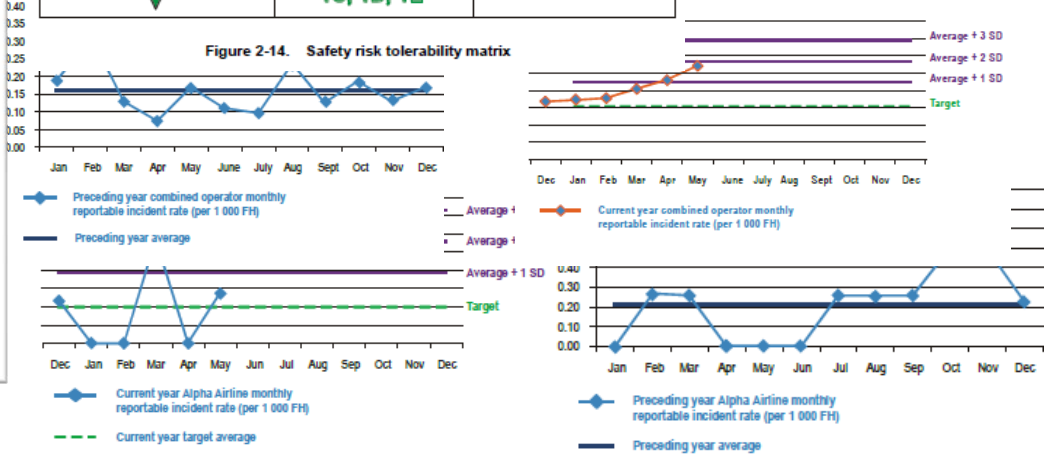 0.40
0.35
0.30
0.25
0.20
0.15
0.10
0.05
0.00
Figure 2-14. Safety risk tolerability matrix
Jan Feb Mar Apr May June July Aug Sept Oct Nov Dec
Preceding year combined operator monthly
reportable incident rate (per 1 000 FH)
Preceding year average
Average + 3 SD
Average + 2 SD
Average + 1 SD
Target
Dec Jan Feb Mar Apr May June July Aug Sept Oct Nov Dec
Current year combined operator monthly
reportable incident rate (per 1 000 FH)
Average +
Average +
Average + 1 SD
Target
Dec Jan Feb Mar Apr May Jun Jul Aug Sep Oct Nov Dec
Current year Alpha Airline monthly
reportable incident rate (per 1 000 FH)
Current year target average
0.40
0.30
0.20
0.10
0.00
Jan Feb Mar Apr May Jun Jul Aug Sep Oct Nov Dec
Preceding year Alpha Airline monthly
reportable incident rate (per 1 000 FH)
Preceding year average